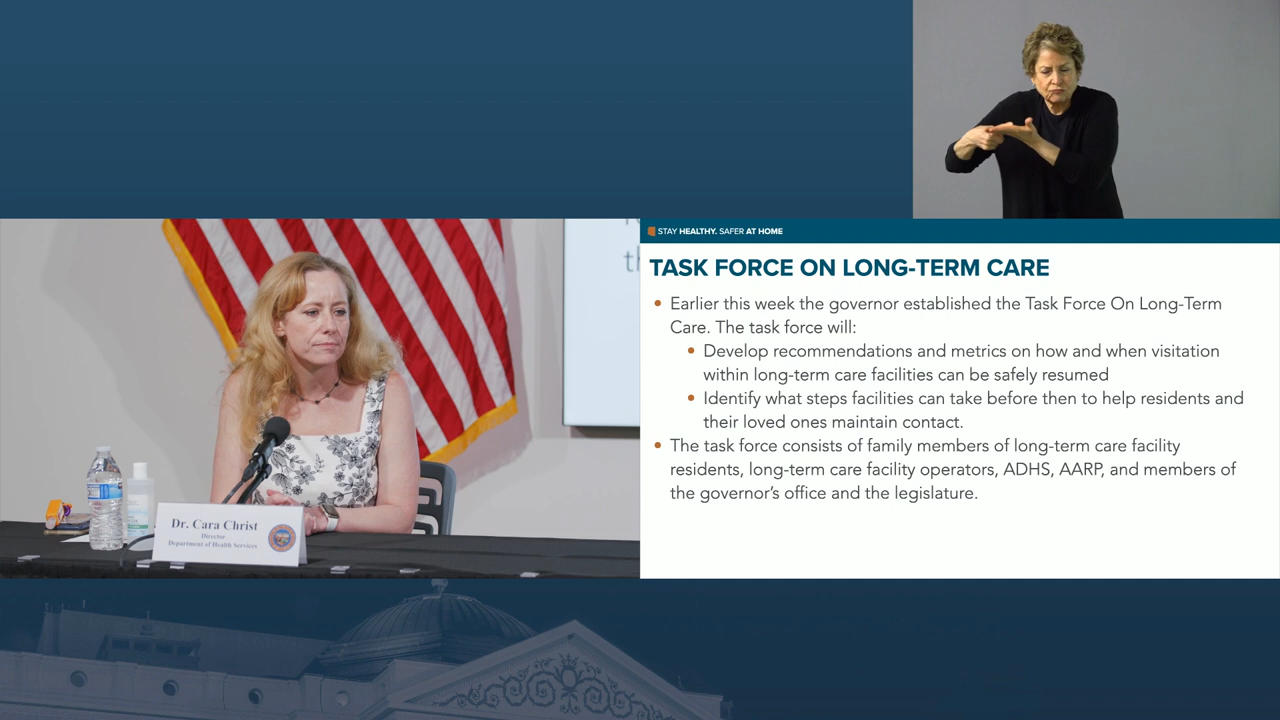 STAY HEALTHY. SAFER AT HOME
TASK FORCE ON LONG-TERM CARE
• Earlier this week the governor established the Task Force On Long-Term
Care. The task force will:
• Develop recommendations and metrics on how and when visitation
within long-term care facilities can be safely resumed
• Identify what steps facilities can take before then to help residents and
their loved ones maintain contact.
• The task force consists of family members of long-term care facility
residents, long-term care facility operators, ADHS, AARP, and members of
the governor's office and the legislature.
Dr. Cara Christ
Director
Department of Health Services